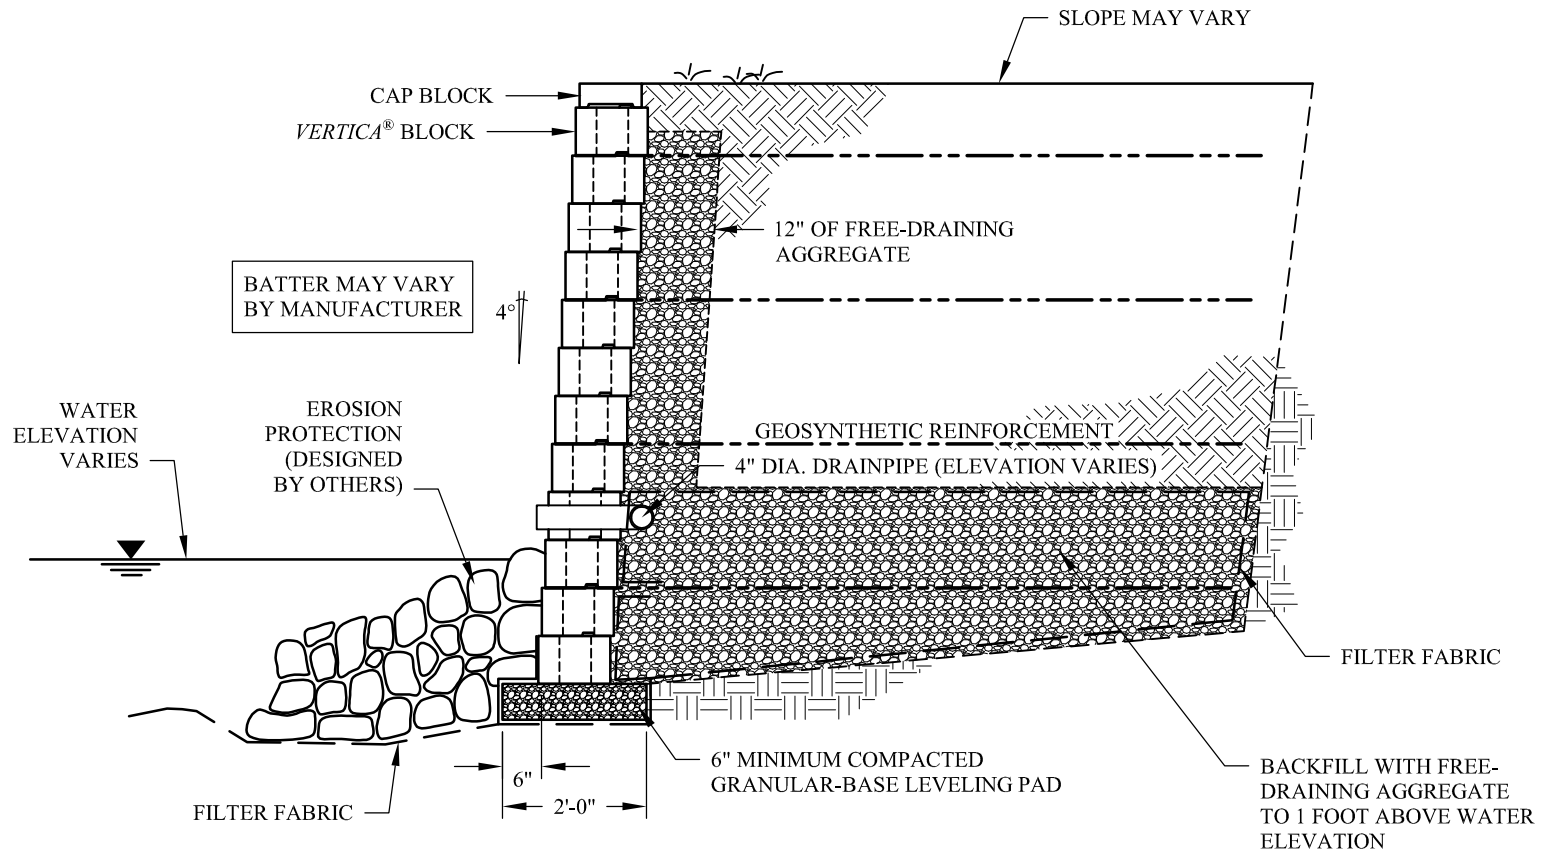 SLOPE MAY VARY
CAP BLOCK
VERTICA® BLOCK
12" OF FREE-DRAINING
AGGREGATE
BATTER MAY VARY
BY MANUFACTURER
4°
WATER
ELEVATION
VARIES
EROSION
PROTECTION
(DESIGNED
BY OTHERS)
GEOSYNTHETIC REINFORCEMENT
4" DIA. DRAINPIPE (ELEVATION VARIES)
FILTER FABRIC
6" MINIMUM COMPACTED
GRANULAR-BASE LEVELING PAD
6"
2'-0"
FILTER FABRIC
BACKFILL WITH FREE-
DRAINING AGGREGATE
TO 1 FOOT ABOVE WATER
ELEVATION